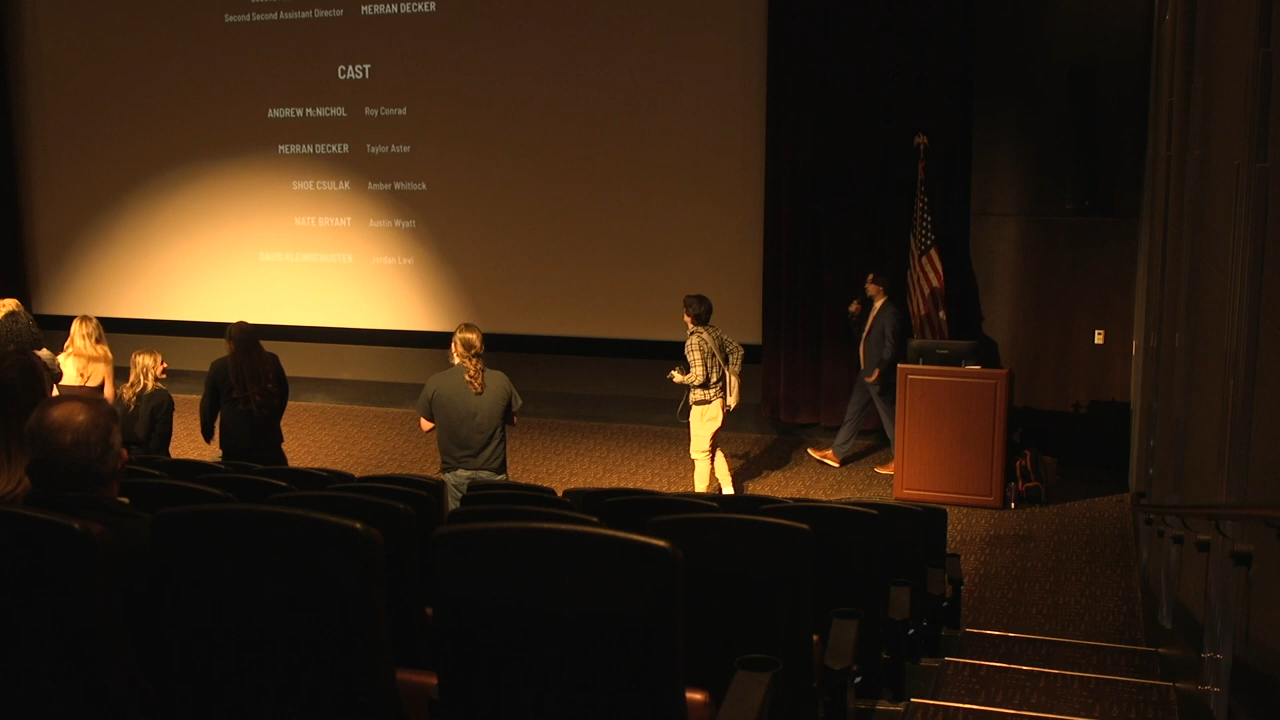 Second Second Assistant Director MERRAN DECKER
CAST
ANDREW McNICHOL Roy Conrad
MERRAN DECKER Taylor Aster
SHOE CSULAK Amber Whitlock
NATE BRYANT Austin Wyatt
Jordan Levi